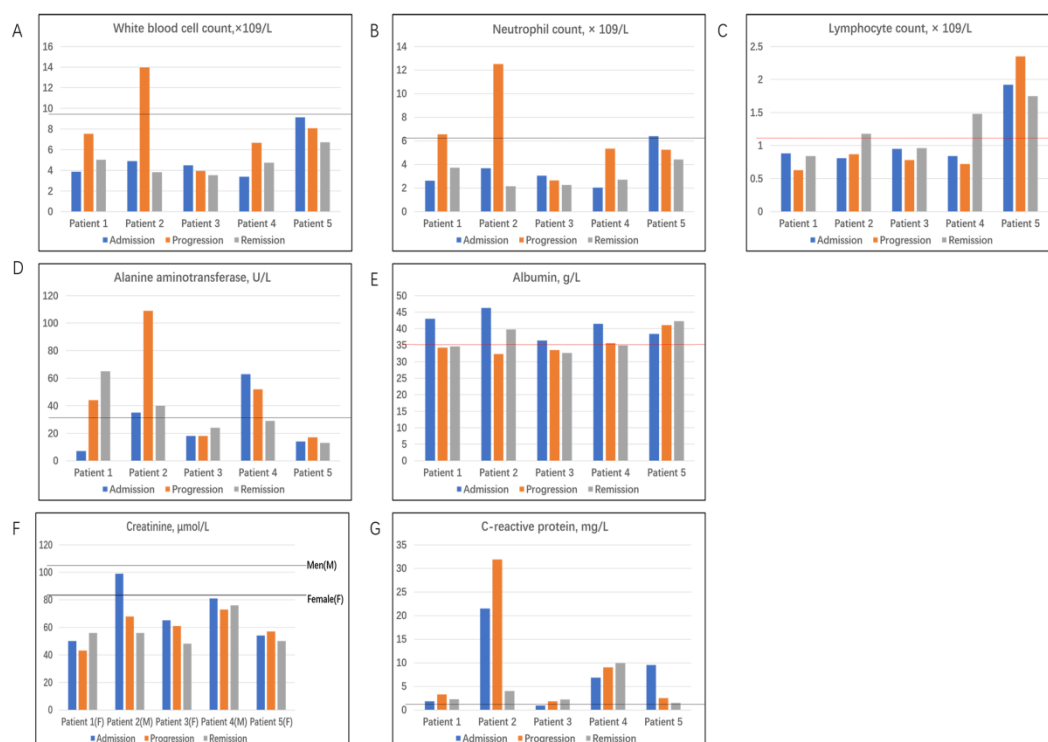 A
White blood cell count,×109/L
16
14
12
10
8
6
4
2
0
Patient 1 Patient 2 Patient 3 Patient 4 Patient 5
Admission Progression Remission
B
Neutrophil count, × 109/L
14
12
10
8
6
4
2
0
Patient 1 Patient 2 Patient 3 Patient 4 Patient 5
Admission Progression Remission
C
Lymphocyte count, × 109/L
2.5
2
1.5
1
0.5
0
Patient 1 Patient 2 Patient 3 Patient 4 Patient 5
Admission Progression Remission
D
Alanine aminotransferase, U/L
120
100
80
60
40
20
0
Patient 1 Patient 2 Patient 3 Patient 4 Patient 5
Admission Progression Remission
E
Albumin, g/L
50
45
40
35
30
25
20
15
10
5
0
Patient 1 Patient 2 Patient 3 Patient 4 Patient 5
Admission Progression Remission
F
Creatinine, μmol/L
120
100
80
60
40
20
0
Men(M)
Female(F)
Patient 1(F) Patient 2(M) Patient 3(F) Patient 4(M) Patient 5(F)
Admission Progression Remission
G
C-reactive protein, mg/L
35
30
25
20
15
10
5
0
Patient 1 Patient 2 Patient 3 Patient 4 Patient 5
Admission Progression Remission